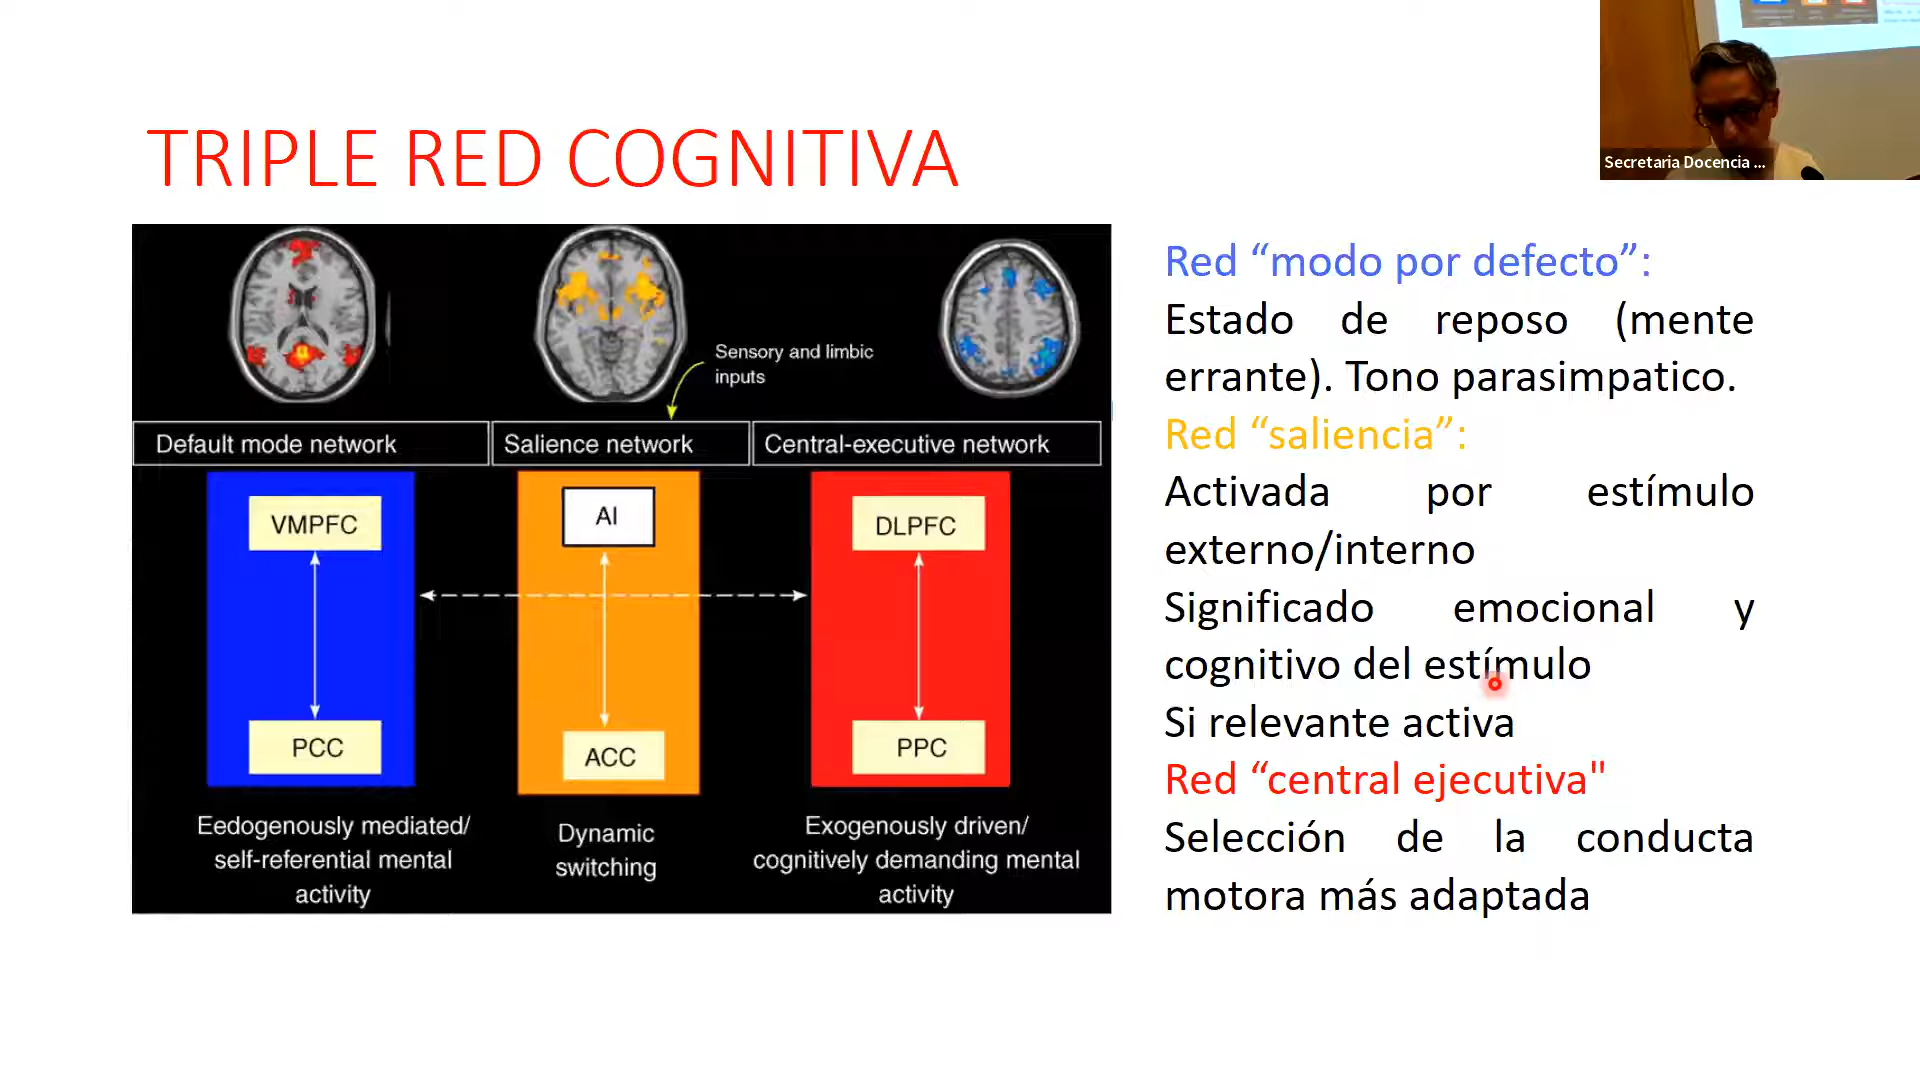 Secretaria Docencia ...
TRIPLE RED COGNITIVA
Sensory and limbic
inputs
Default mode network
Salience network
Central-executive network
VMPFC
AI
DLPFC
PCC
ACC
PPC
Eedogenously mediated/
self-referential mental
activity
Dynamic
switching
Exogenously driven/
cognitively demanding mental
activity
Red “modo por defecto”:
Estado de reposo (mente
errante). Tono parasimpatico.
Red “saliencia”:
Activada por estímulo
externo/interno
Significado emocional y
cognitivo del estímulo
Si relevante activa
Red “central ejecutiva"
Selección de la conducta
motora más adaptada